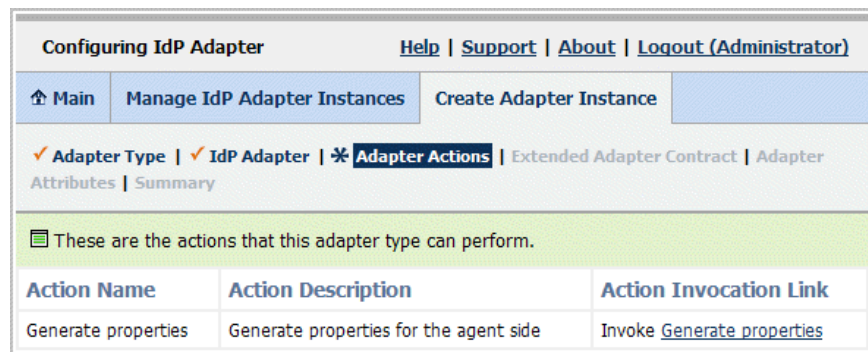 Configuring IdP Adapter Help | Support | About | Logout (Administrator)
Main Manage IdP Adapter Instances Create Adapter Instance
Adapter Type | IdP Adapter | Adapter Actions | Extended Adapter Contract | Adapter
Attributes | Summary
These are the actions that this adapter type can perform.
Action Name Action Description Action Invocation Link
Generate properties Generate properties for the agent side Invoke Generate properties